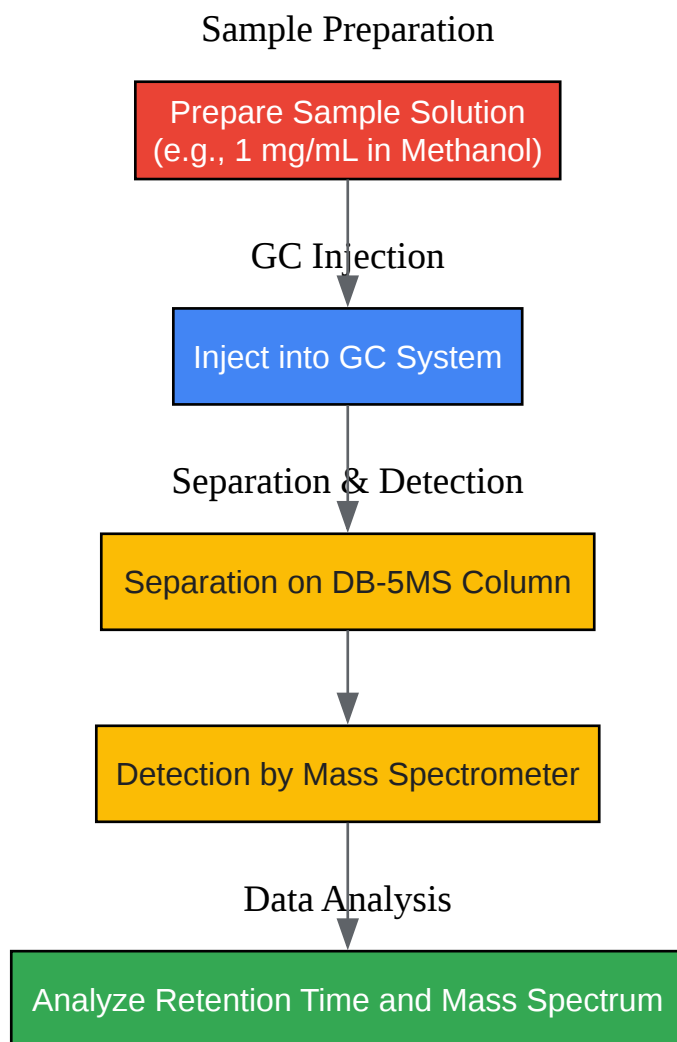 Sample Preparation
Prepare Sample Solution
(e.g., 1 mg/mL in Methanol)
GC Injection
Inject into GC System
Separation & Detection
Separation on DB-5MS Column
Detection by Mass Spectrometer
Data Analysis
Analyze Retention Time and Mass Spectrum